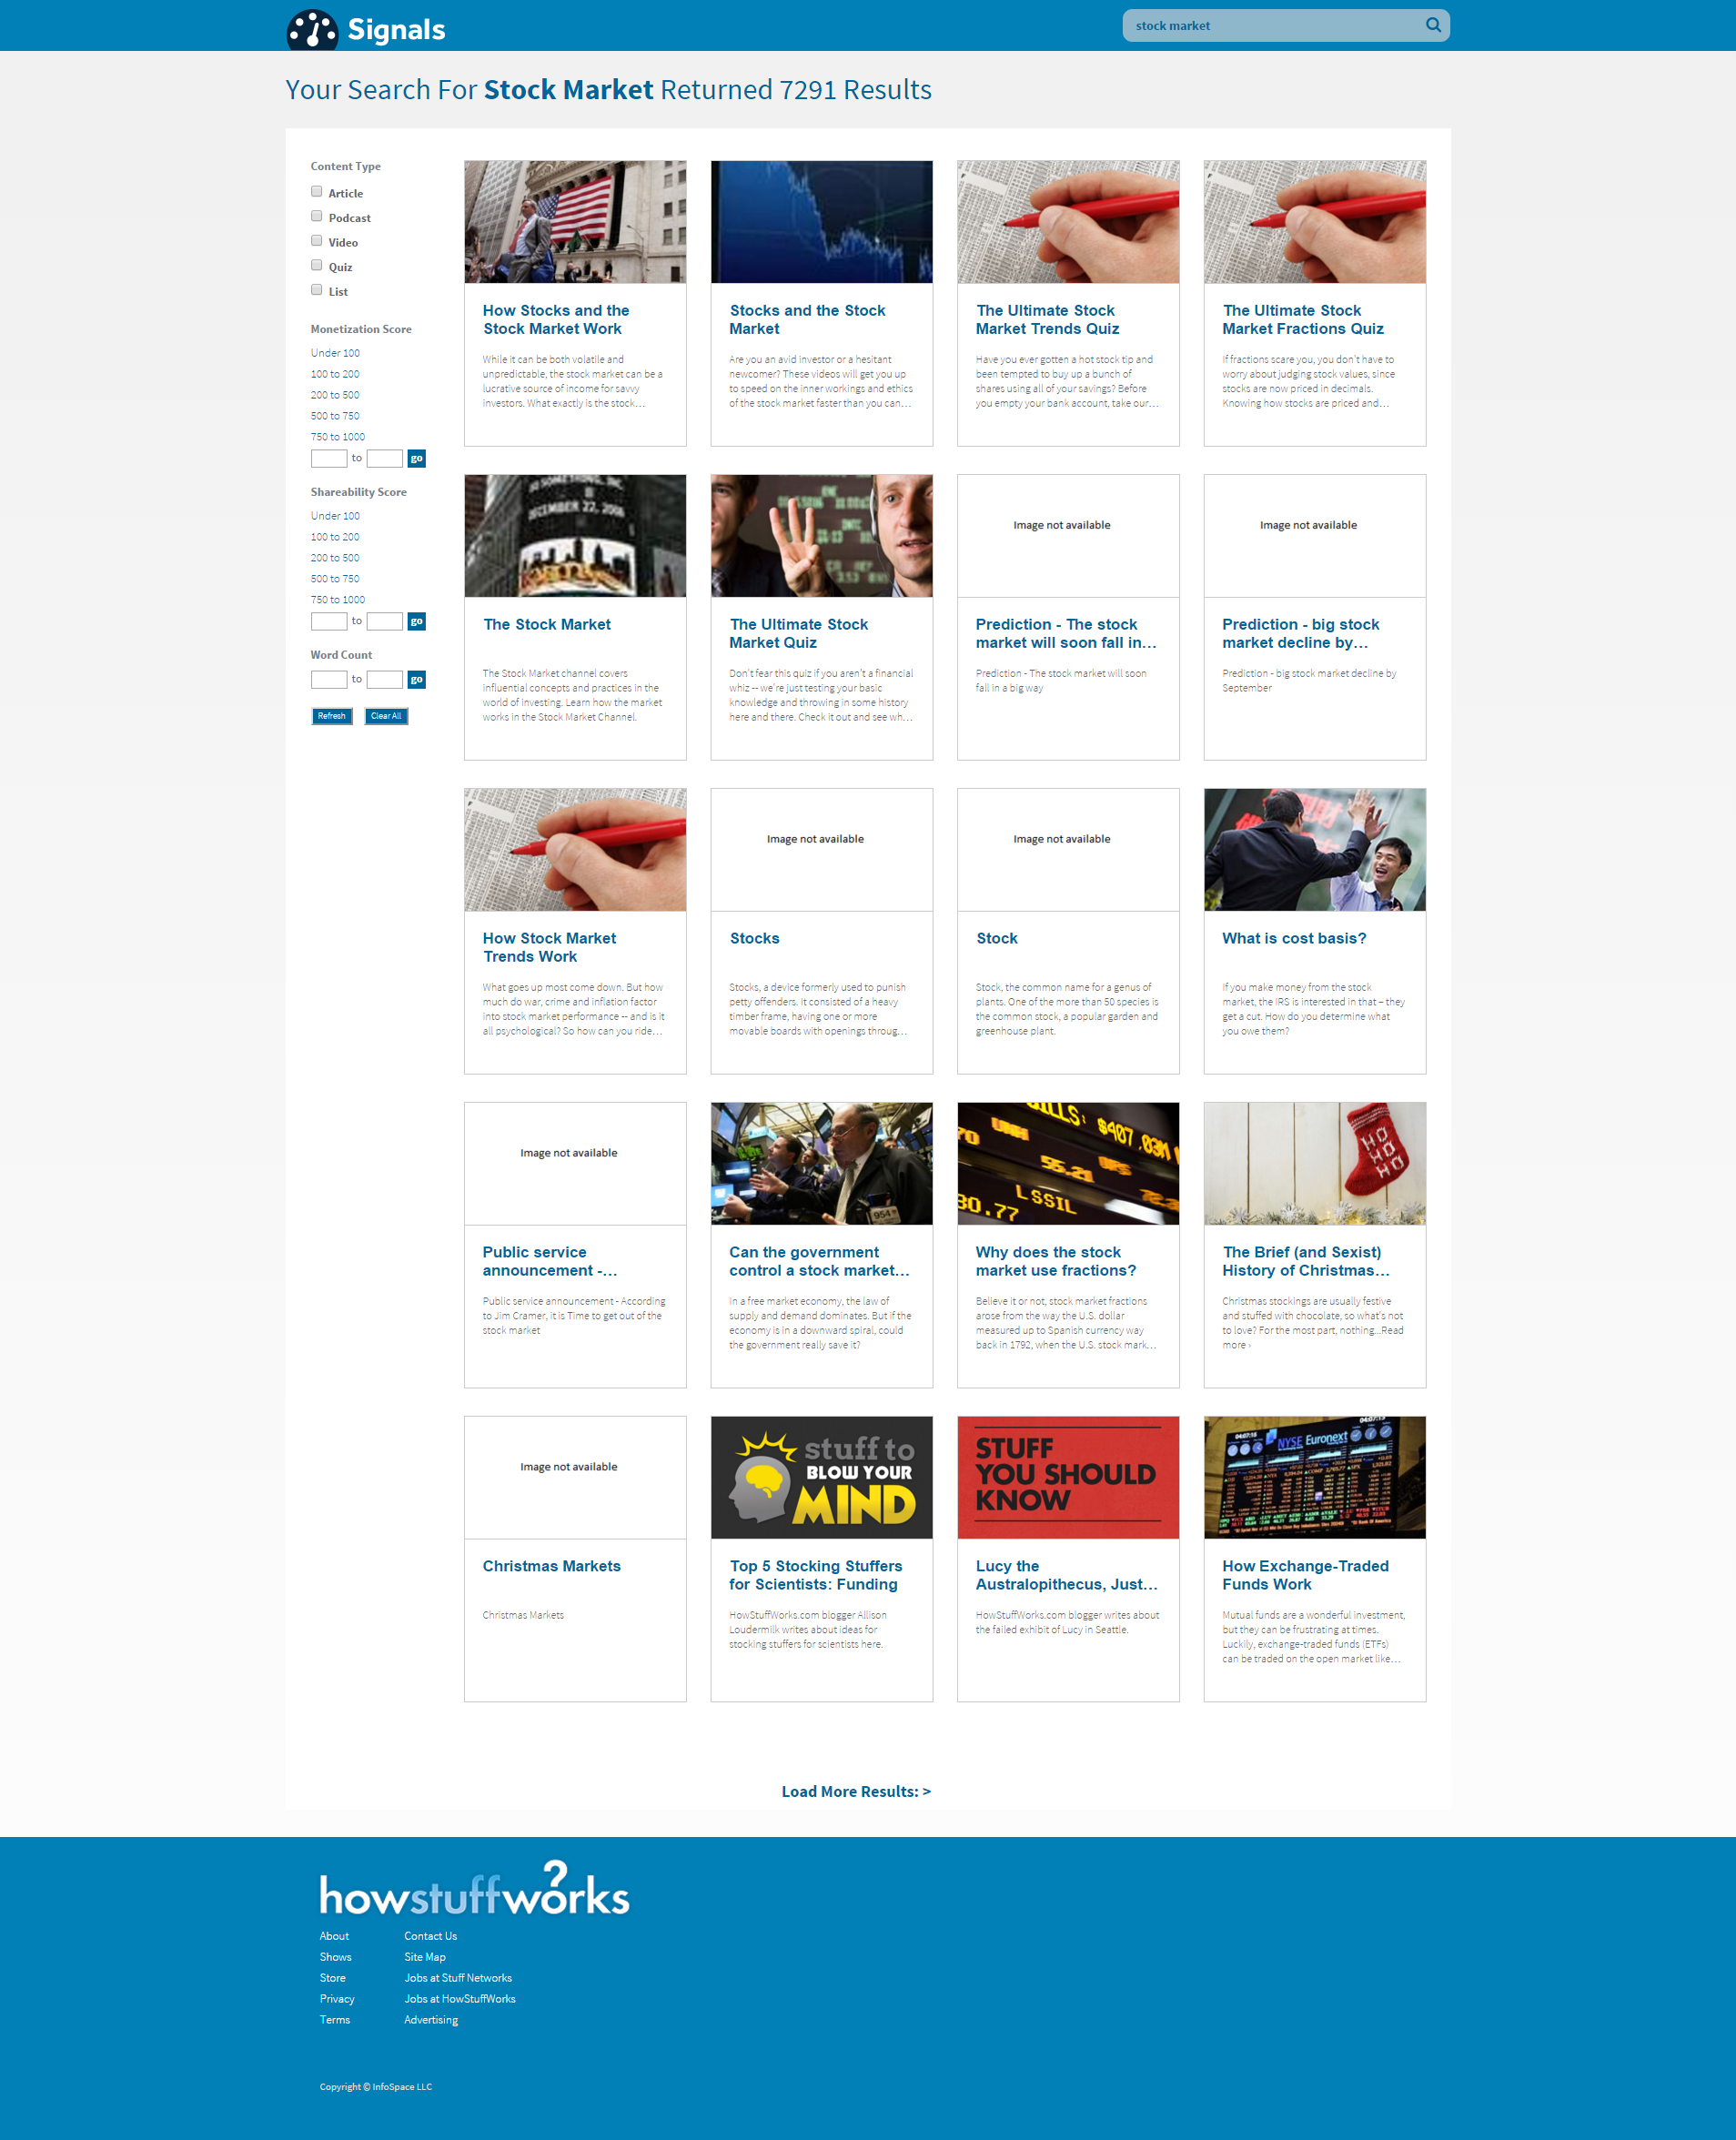 Signals
stock market
Your Search For Stock Market Returned 7291 Results
Content Type
Article
Podcast
Video
Quiz
List
Monetization Score
Under 100
100 to 200
200 to 500
500 to 750
750 to 1000
to go
Shareability Score
Under 100
100 to 200
200 to 500
500 to 750
750 to 1000
to go
Word Count
to go
Refresh Clear All
How Stocks and the
Stock Market Work
While it can be both volatile and
unpredictable, the stock market can be a
lucrative source of income for savvy
investors. What exactly is the stock…
Stocks and the Stock
Market
Are you an avid investor or a hesitant
newcomer? These videos will get you up
to speed on the inner workings and ethics
of the stock market faster than you can…
The Ultimate Stock
Market Trends Quiz
Have you ever gotten a hot stock tip and
been tempted to buy up a bunch of
shares using all of your savings? Before
you empty your bank account, take our…
The Ultimate Stock
Market Fractions Quiz
If fractions scare you, you don't have to
worry about judging stock values, since
stocks are now priced in decimals.
Knowing how stocks are priced and…
DECEMBER 27, 2006
The Stock Market
The Stock Market channel covers
influential concepts and practices in the
world of investing. Learn how the market
works in the Stock Market Channel.
The Ultimate Stock
Market Quiz
Don't fear this quiz if you aren't a financial
whiz -- we're just testing your basic
knowledge and throwing in some history
here and there. Check it out and see wh…
Image not available
Prediction - The stock
market will soon fall in…
Prediction - The stock market will soon
fall in a big way
Image not available
Prediction - big stock
market decline by…
Prediction - big stock market decline by
September
How Stock Market
Trends Work
What goes up most come down. But how
much do war, crime and inflation factor
into stock market performance -- and is it
all psychological? So how can you ride…
Image not available
Stocks
Stocks, a device formerly used to punish
petty offenders. It consisted of a heavy
timber frame, having one or more
movable boards with openings throug…
Image not available
Stock
Stock, the common name for a genus of
plants. One of the more than 50 species is
the common stock, a popular garden and
greenhouse plant.
What is cost basis?
If you make money from the stock
market, the IRS is interested in that – they
get a cut. How do you determine what
you owe them?
Image not available
Public service
announcement -…
Public service announcement - According
to Jim Cramer, it is Time to get out of the
stock market
954
Can the government
control a stock market…
In a free market economy, the law of
supply and demand dominates. But if the
economy is in a downward spiral, could
the government really save it?
$407.03M
55.21
LSSIL
30.77
Why does the stock
market use fractions?
Believe it or not, stock market fractions
arose from the way the U.S. dollar
measured up to Spanish currency way
back in 1792, when the U.S. stock mark…
HO
HO
HO
The Brief (and Sexist)
History of Christmas…
Christmas stockings are usually festive
and stuffed with chocolate, so what's not
to love? For the most part, nothing...Read
more ›
Image not available
Christmas Markets
Christmas Markets
stuff to
BLOW YOUR
MIND
Top 5 Stocking Stuffers
for Scientists: Funding
HowStuffWorks.com blogger Allison
Loudermilk writes about ideas for
stocking stuffers for scientists here.
STUFF
YOU SHOULD
KNOW
Lucy the
Australopithecus, Just…
HowStuffWorks.com blogger writes about
the failed exhibit of Lucy in Seattle.
04:07:15
NYSE Euronext
How Exchange-Traded
Funds Work
Mutual funds are a wonderful investment,
but they can be frustrating at times.
Luckily, exchange-traded funds (ETFs)
can be traded on the open market like…
Load More Results: >
howstuffworks
About
Shows
Store
Privacy
Terms
Contact Us
Site Map
Jobs at Stuff Networks
Jobs at HowStuffWorks
Advertising
Copyright © InfoSpace LLC